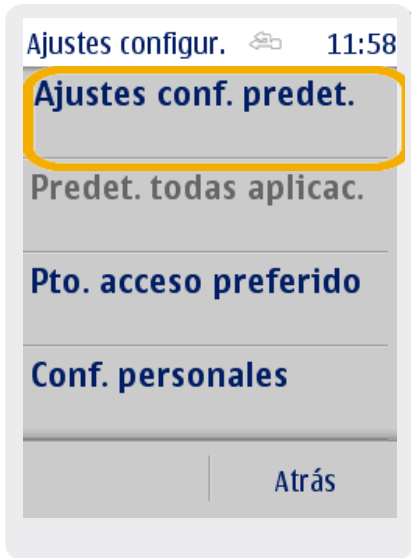 Ajustes configur. 11:58
Ajustes conf. predet.
Predet. todas aplicac.
Pto. acceso preferido
Conf. personales
Atrás